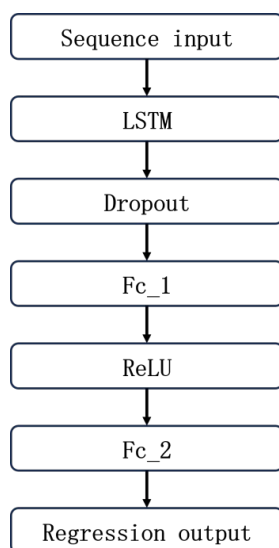 Sequence input
LSTM
Dropout
Fc_1
ReLU
Fc_2
Regression output